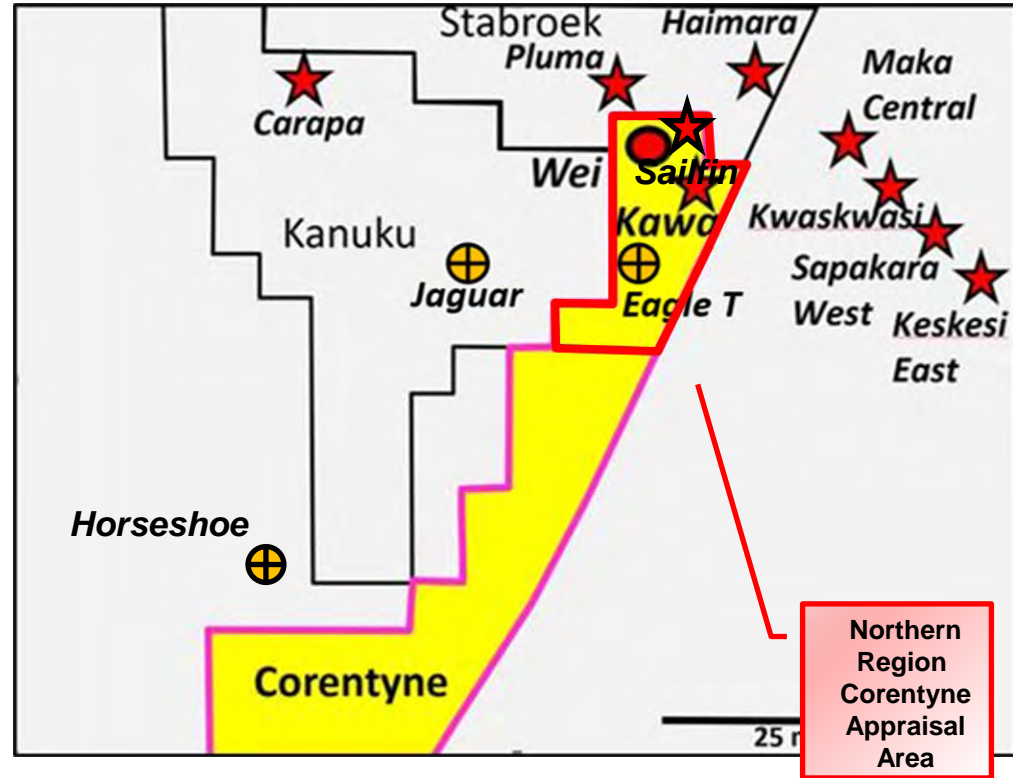 Stabroek
Haimara
Pluma
Maka
Central
Carapa
Wei
Sailfin
Kawa
Kwaskwasi
Kanuku
Jaguar
Eagle T
Sapakara
West
Keskesi
East
Horseshoe
Corentyne
Northern
Region
Corentyne
Appraisal
Area
25